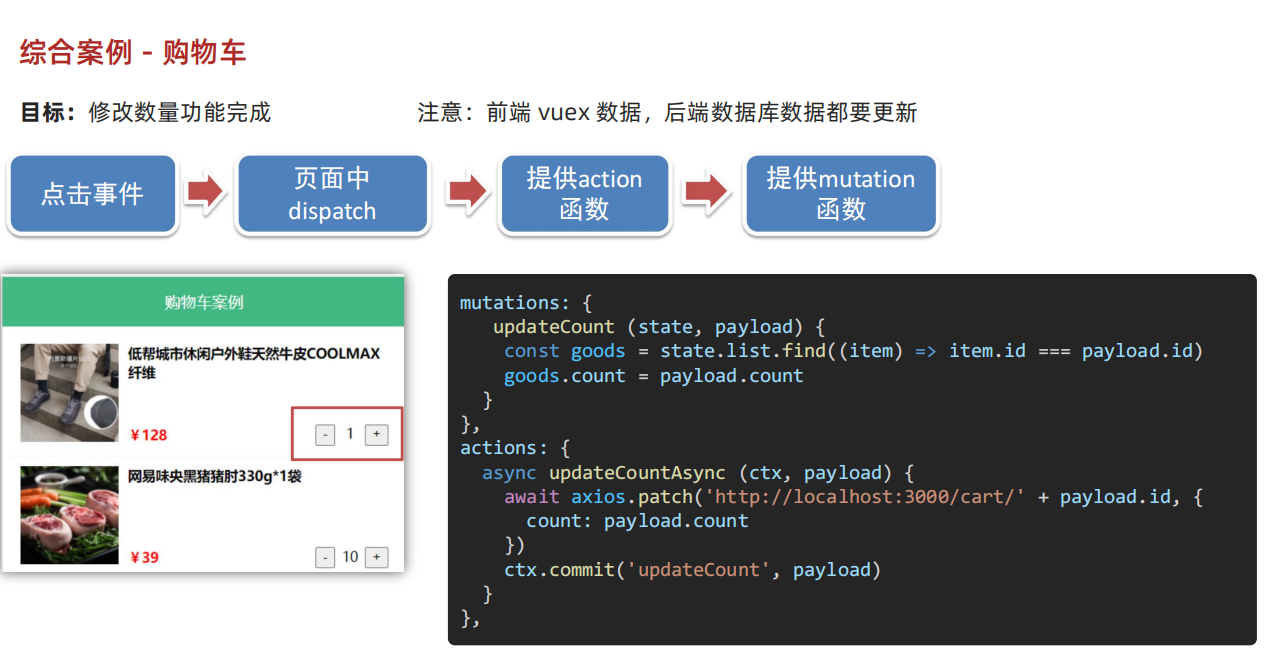 综合案例 - 购物车
目标：修改数量功能完成
注意：前端 vuex 数据，后端数据库数据都要更新
点击事件
页面中
dispatch
提供action
函数
提供mutation
函数
购物车案例
低帮城市休闲户外鞋天然牛皮COOLMAX
纤维
￥128
- 1 +
网易味央黑猪猪肘330g*1袋
￥39
- 10 +
mutations: {
updateCount (state, payload) {
const goods = state.list.find((item) => item.id === payload.id)
goods.count = payload.count
}
},
actions: {
async updateCountAsync (ctx, payload) {
await axios.patch('http://localhost:3000/cart/' + payload.id, {
count: payload.count
})
ctx.commit('updateCount', payload)
}
},